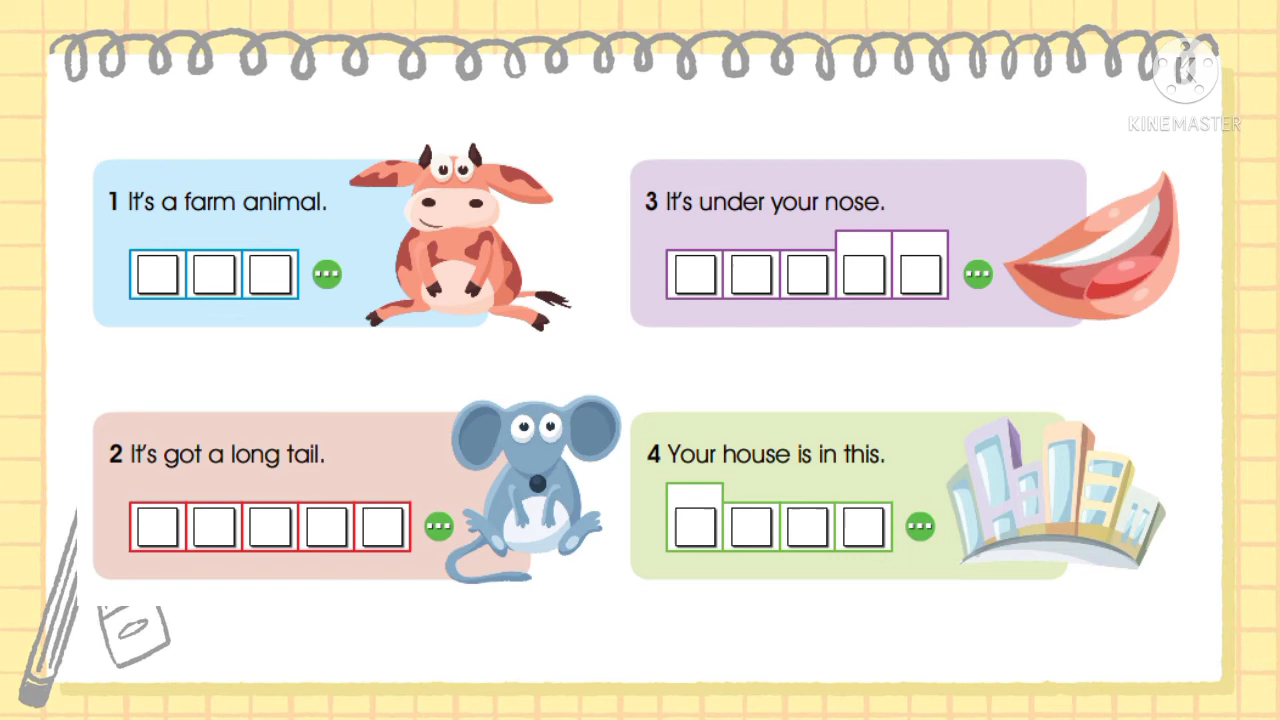 KINEMASTER
1 It's a farm animal.
3 It's under your nose.
2 It's got a long tail.
4 Your house is in this.